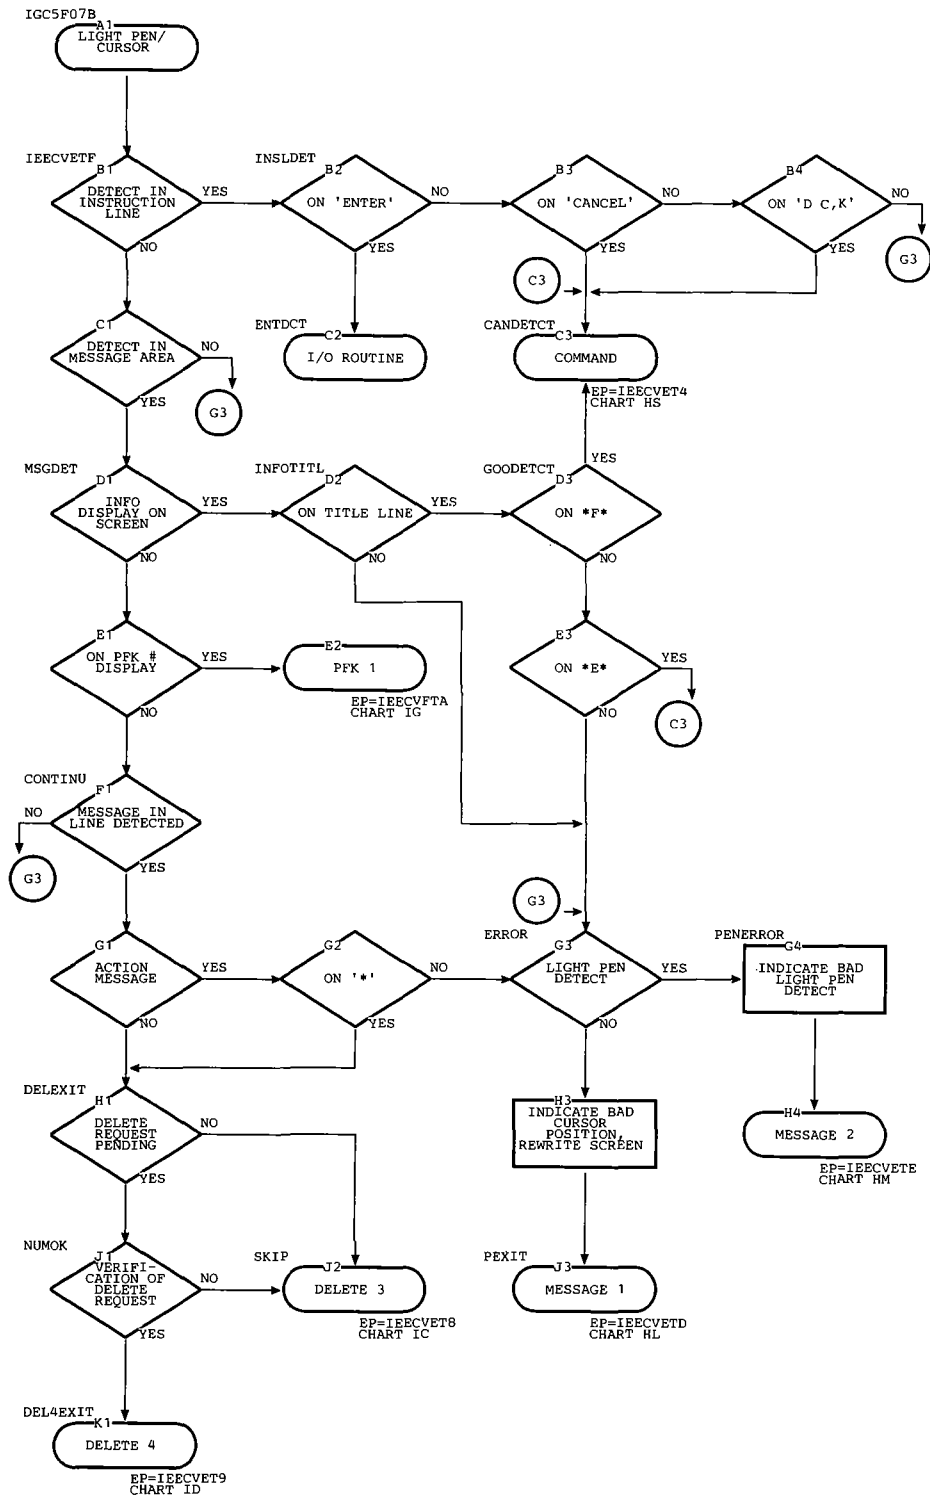 IGC5F07B
A1
LIGHT PEN/
CURSOR
IEECVETF
B1
DETECT IN
INSTRUCTION
LINE
YES
NO
INSLDET
B2
ON 'ENTER'
NO
YES
B3
ON 'CANCEL'
NO
YES
B4
ON 'D C,K'
NO
YES
G3
C3
C1
DETECT IN
MESSAGE AREA
NO
YES
G3
ENTDCT
C2
I/O ROUTINE
CANDETCT
C3
COMMAND
EP=IEECVET4
CHART HS
MSGDET
D1
INFO
DISPLAY ON
SCREEN
YES
NO
INFOTITL
D2
ON TITLE LINE
YES
NO
GOODETCT
D3
YES
ON *F*
NO
E1
ON PFK #
DISPLAY
YES
NO
E2
PFK 1
EP=IEECVFTA
CHART IG
E3
ON *E*
YES
NO
C3
CONTINU
F1
NO
MESSAGE IN
LINE DETECTED
YES
G3
G3
G1
ACTION
MESSAGE
YES
NO
G2
ON '*'
NO
YES
ERROR
G3
LIGHT PEN
DETECT
YES
NO
PENERROR
G4
INDICATE BAD
LIGHT PEN
DETECT
DELEXIT
H1
DELETE
REQUEST
PENDING
NO
YES
H3
INDICATE BAD
CURSOR
POSITION,
REWRITE SCREEN
H4
MESSAGE 2
EP=IEECVETE
CHART HM
NUMOK
J1
VERIFI-
CATION OF
DELETE
REQUEST
NO
YES
SKIP
J2
DELETE 3
EP=IEECVET8
CHART IC
PEXIT
J3
MESSAGE 1
EP=IEECVETD
CHART HL
DEL4EXIT
K1
DELETE 4
EP=IEECVET9
CHART ID